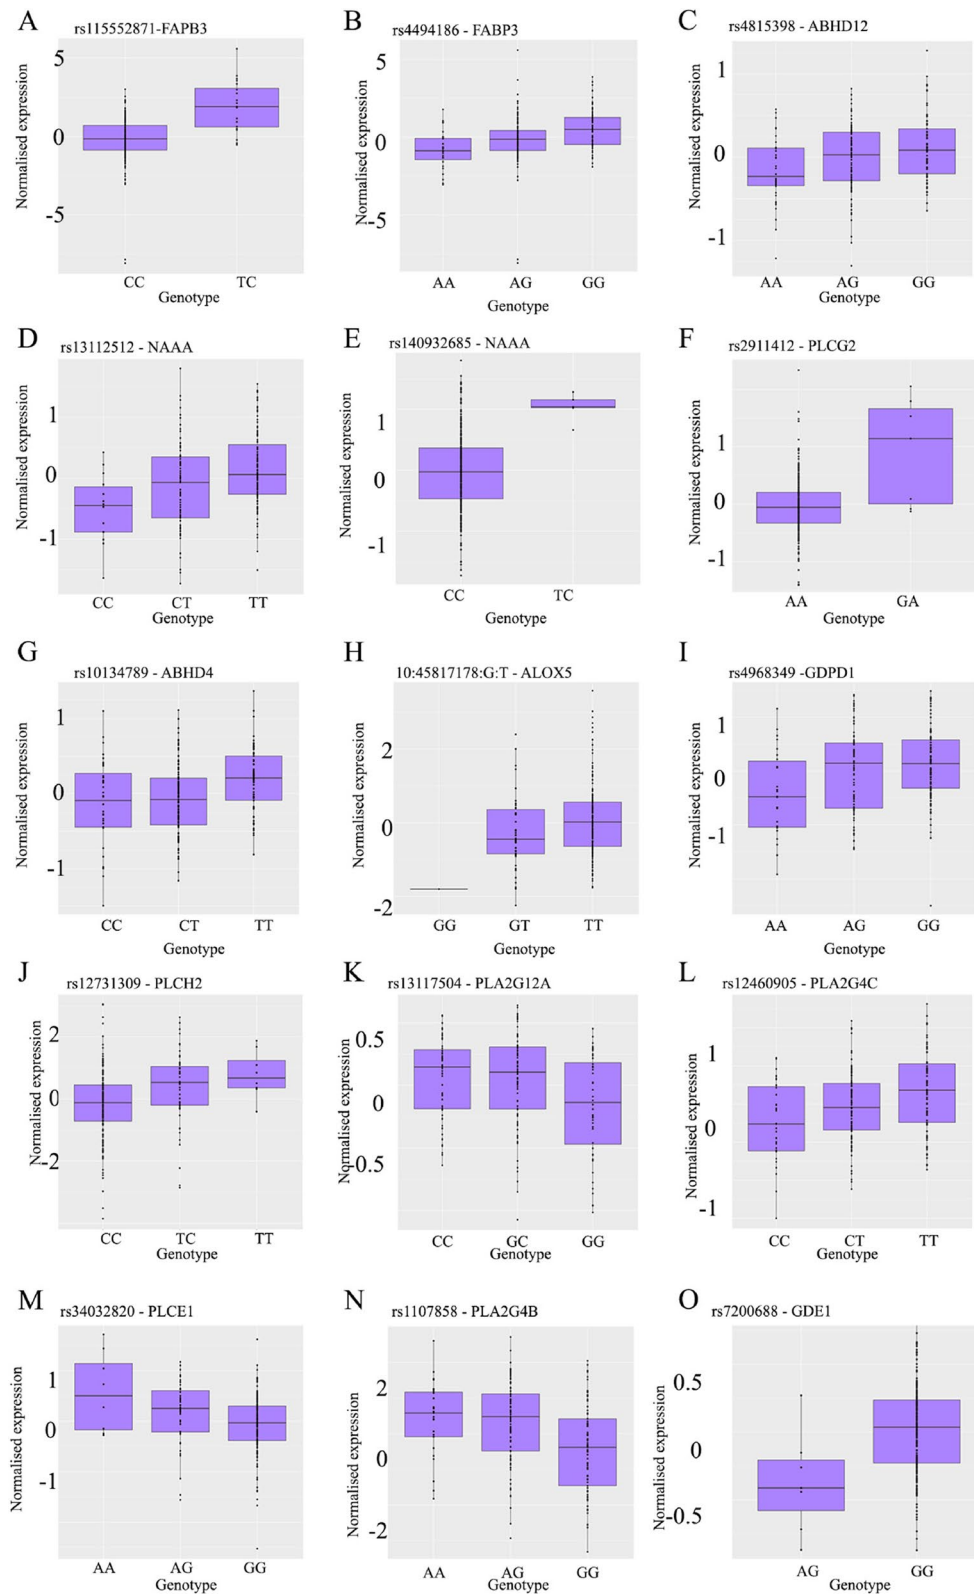 A
rs115552871-FAPB3
Normalised expression
5
0
-5
CC TC
Genotype
B
rs4494186 - FABP3
Normalised expression
5
0
-5
AA AG GG
Genotype
C
rs4815398 - ABHD12
Normalised expression
1
0
-1
AA AG GG
Genotype
D
rs13112512 - NAAA
Normalised expression
1
0
-1
CC CT TT
Genotype
E
rs140932685 - NAAA
Normalised expression
1
0
-1
CC TC
Genotype
F
rs2911412 - PLCG2
Normalised expression
1
0
-1
AA GA
Genotype
G
rs10134789 - ABHD4
Normalised expression
1
0
-1
CC CT TT
Genotype
H
10:45817178:G:T - ALOX5
Normalised expression
2
0
-2
GG GT TT
Genotype
I
rs4968349 -GDPD1
Normalised expression
1
0
-1
AA AG GG
Genotype
J
rs12731309 - PLCH2
Normalised expression
2
0
-2
CC TC TT
Genotype
K
rs13117504 - PLA2G12A
Normalised expression
0.5
0
-0.5
CC GC GG
Genotype
L
rs12460905 - PLA2G4C
Normalised expression
1
0
-1
CC CT TT
Genotype
M
rs34032820 - PLCE1
Normalised expression
1
0
-1
AA AG GG
Genotype
N
rs1107858 - PLA2G4B
Normalised expression
2
0
-2
AA AG GG
Genotype
O
rs7200688 - GDE1
Normalised expression
0.5
0
-0.5
AG GG
Genotype